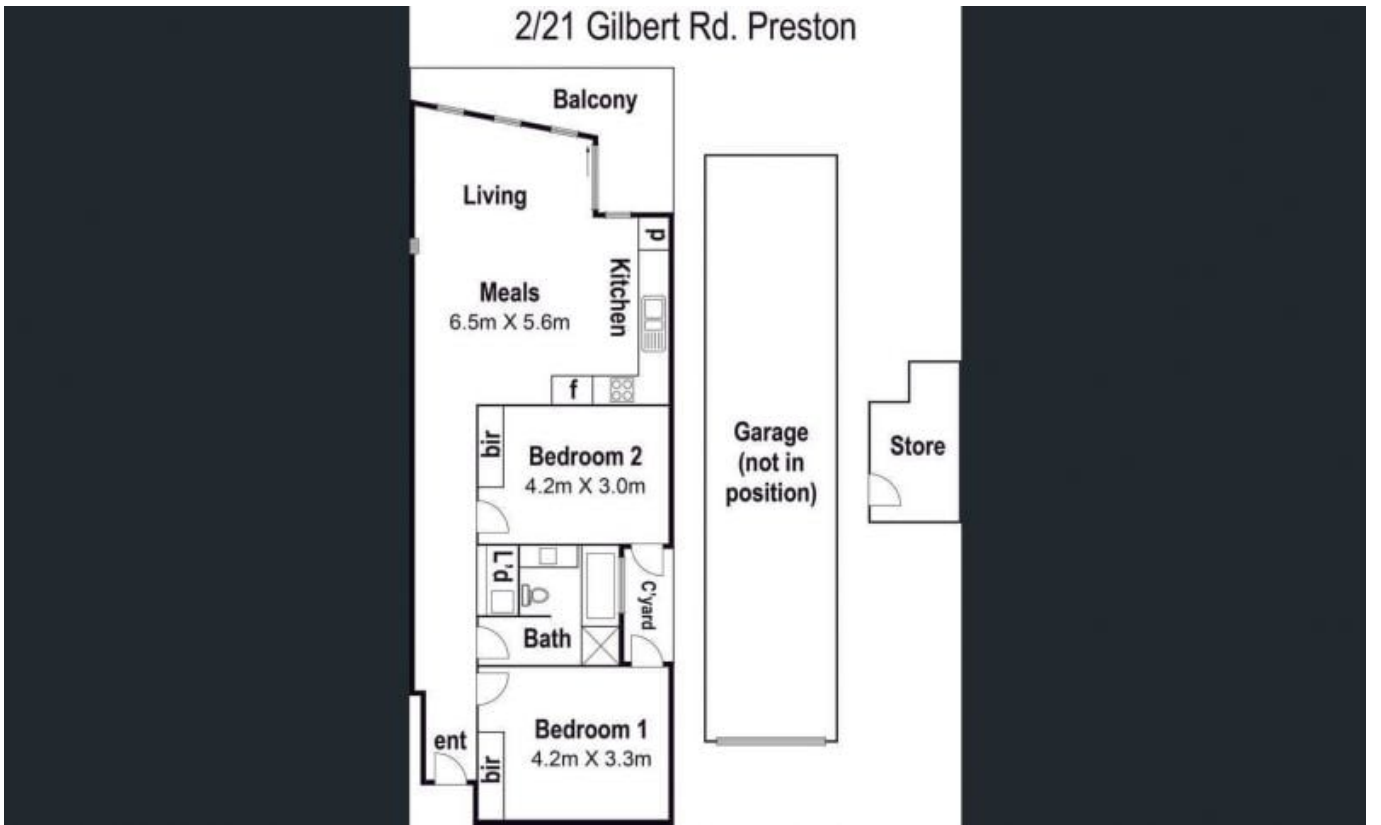 2/21 Gilbert Rd. Preston
Balcony
Living
p
Kitchen
Meals
6.5m X 5.6m
f
bir
Bedroom 2
4.2m X 3.0m
L'd
C'yard
Bath
ent
bir
Bedroom 1
4.2m X 3.3m
Garage
(not in
position)
Store